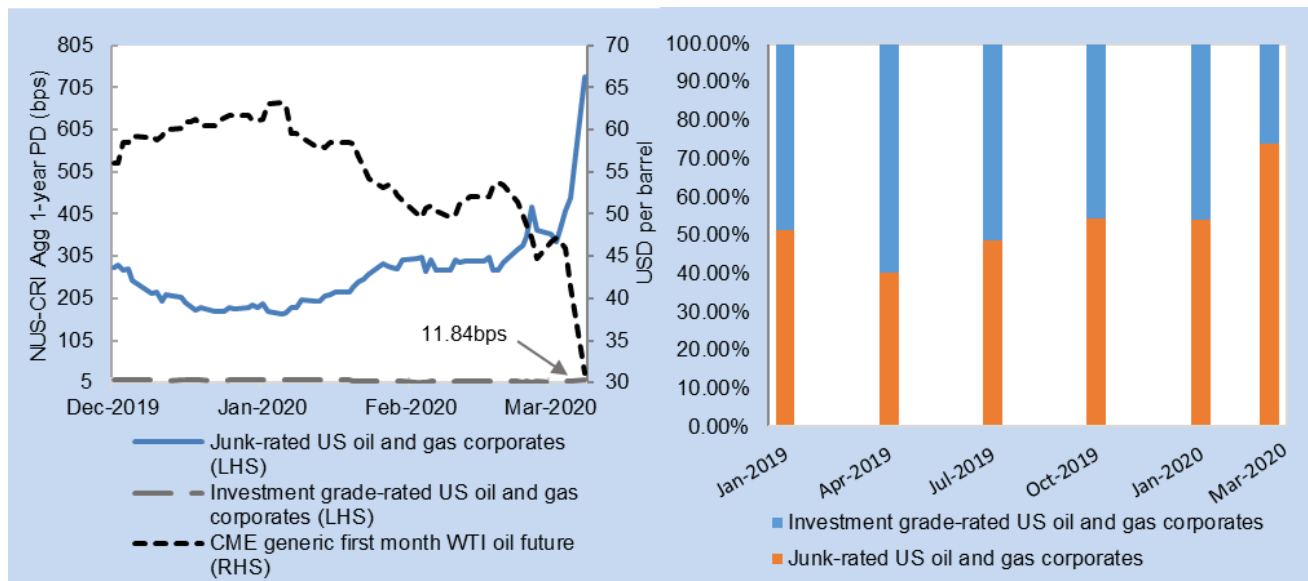 NUS-CRI Agg 1-year PD (bps)
805
705
605
505
405
305
205
105
5
70
65
60
55
50
45
40
35
30
USD per barrel
11.84bps
Dec-2019
Jan-2020
Feb-2020
Mar-2020
Junk-rated US oil and gas corporates
(LHS)
Investment grade-rated US oil and gas
corporates (LHS)
CME generic first month WTI oil future
(RHS)
100.00%
90.00%
80.00%
70.00%
60.00%
50.00%
40.00%
30.00%
20.00%
10.00%
0.00%
Jan-2019
Apr-2019
Jul-2019
Oct-2019
Jan-2020
Mar-2020
Investment grade-rated US oil and gas corporates
Junk-rated US oil and gas corporates